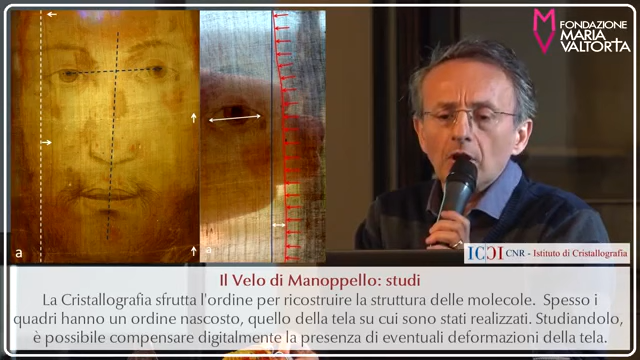 FONDAZIONE
MARIA
VALTORTA
a
a
ICCI CNR - Istituto di Cristallografia
Il Velo di Manoppello: studi
La Cristallografia sfrutta l'ordine per ricostruire la struttura delle molecole. Spesso i
quadri hanno un ordine nascosto, quello della tela su cui sono stati realizzati. Studiandolo,
è possibile compensare digitalmente la presenza di eventuali deformazioni della tela.